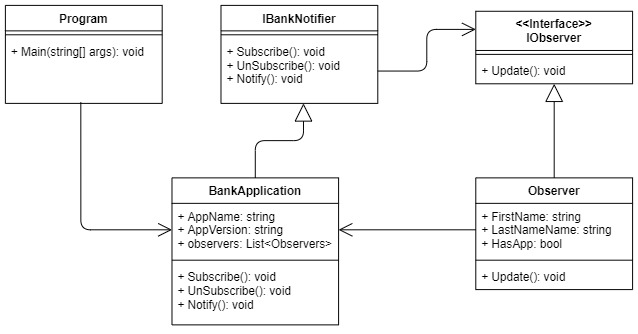 Program
+ Main(string[] args): void
IBankNotifier
+ Subscribe(): void
+ UnSubscribe(): void
+ Notify(): void
<<Interface>>
IObserver
+ Update(): void
BankApplication
+ AppName: string
+ AppVersion: string
+ observers: List<Observers>
+ Subscribe(): void
+ UnSubscribe(): void
+ Notify(): void
Observer
+ FirstName: string
+ LastNameName: string
+ HasApp: bool
+ Update(): void